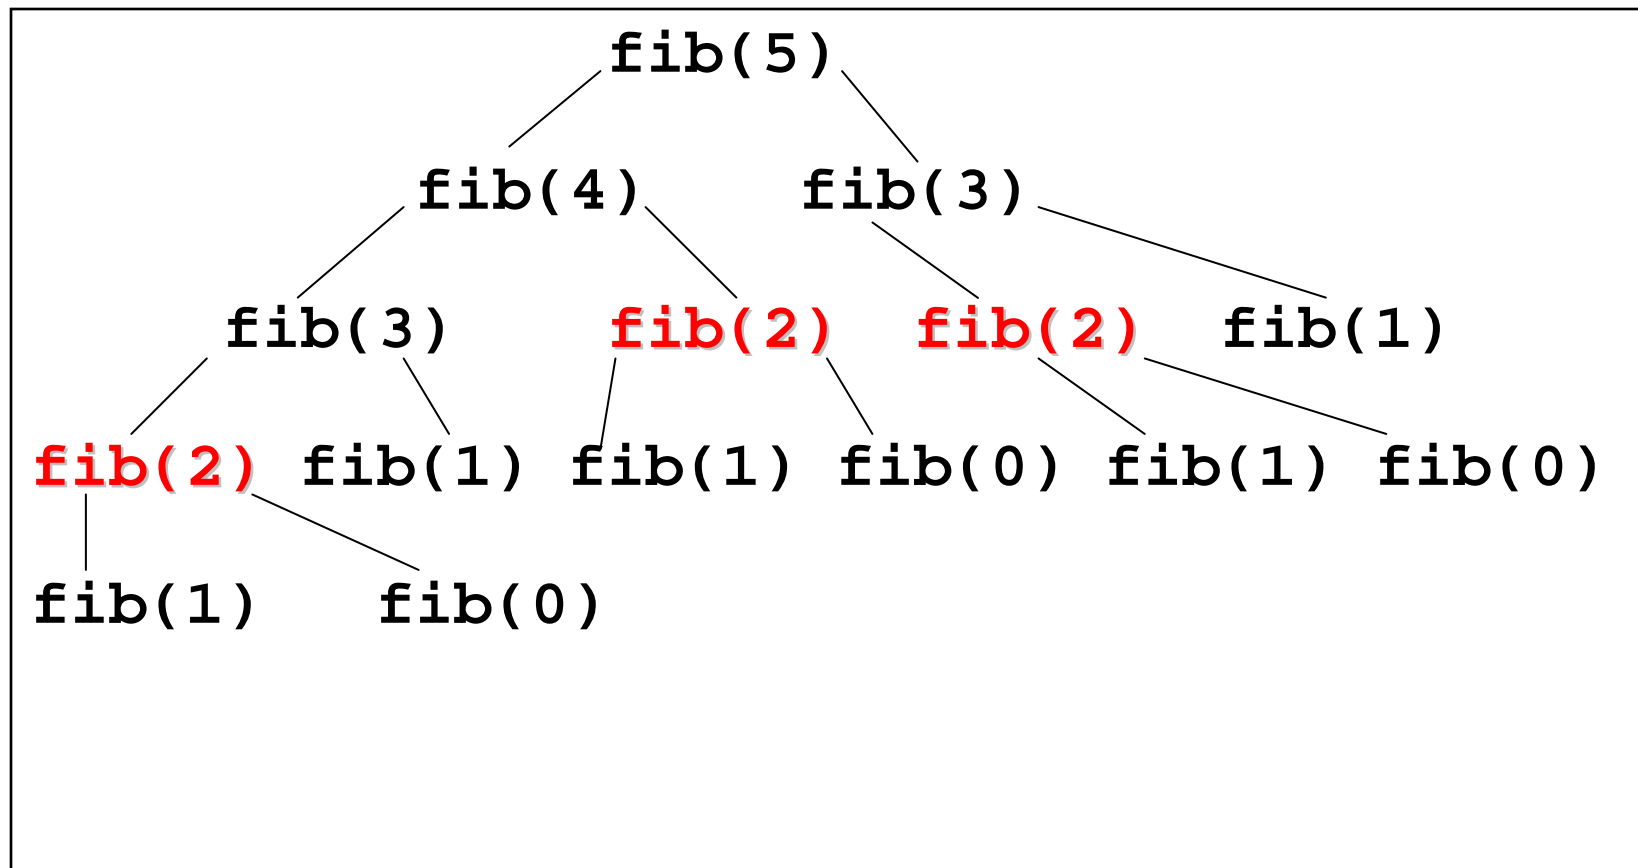 fib(5)
fib(4) fib(3)
fib(3) fib(2) fib(2) fib(1)
fib(2) fib(1) fib(1) fib(0) fib(1) fib(0)
fib(1) fib(0)